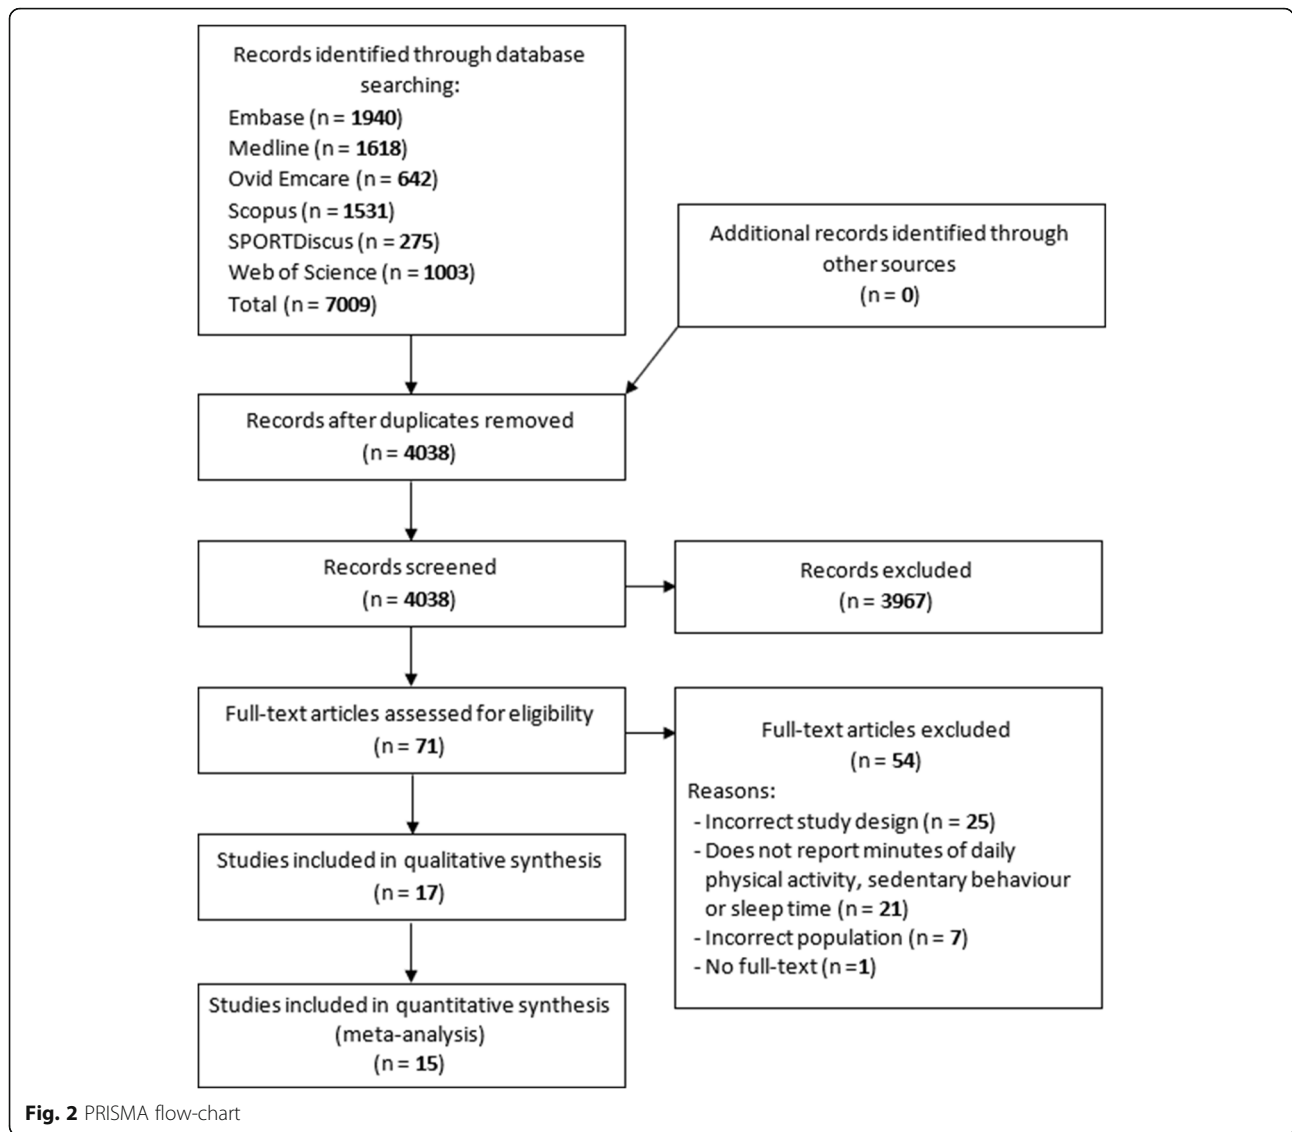 Records identified through database
searching:
Embase (n = 1940)
Medline (n = 1618)
Ovid Emcare (n = 642)
Scopus (n = 1531)
SPORTDiscus (n = 275)
Web of Science (n = 1003)
Total (n = 7009)
Additional records identified through
other sources
(n = 0)
Records after duplicates removed
(n = 4038)
Records screened
(n = 4038)
Records excluded
(n = 3967)
Full-text articles assessed for eligibility
(n = 71)
Full-text articles excluded
(n = 54)
Reasons:
- Incorrect study design (n = 25)
- Does not report minutes of daily
physical activity, sedentary behaviour
or sleep time (n = 21)
- Incorrect population (n = 7)
- No full-text (n =1)
Studies included in qualitative synthesis
(n = 17)
Studies included in quantitative synthesis
(meta-analysis)
(n = 15)
Fig. 2 PRISMA flow-chart